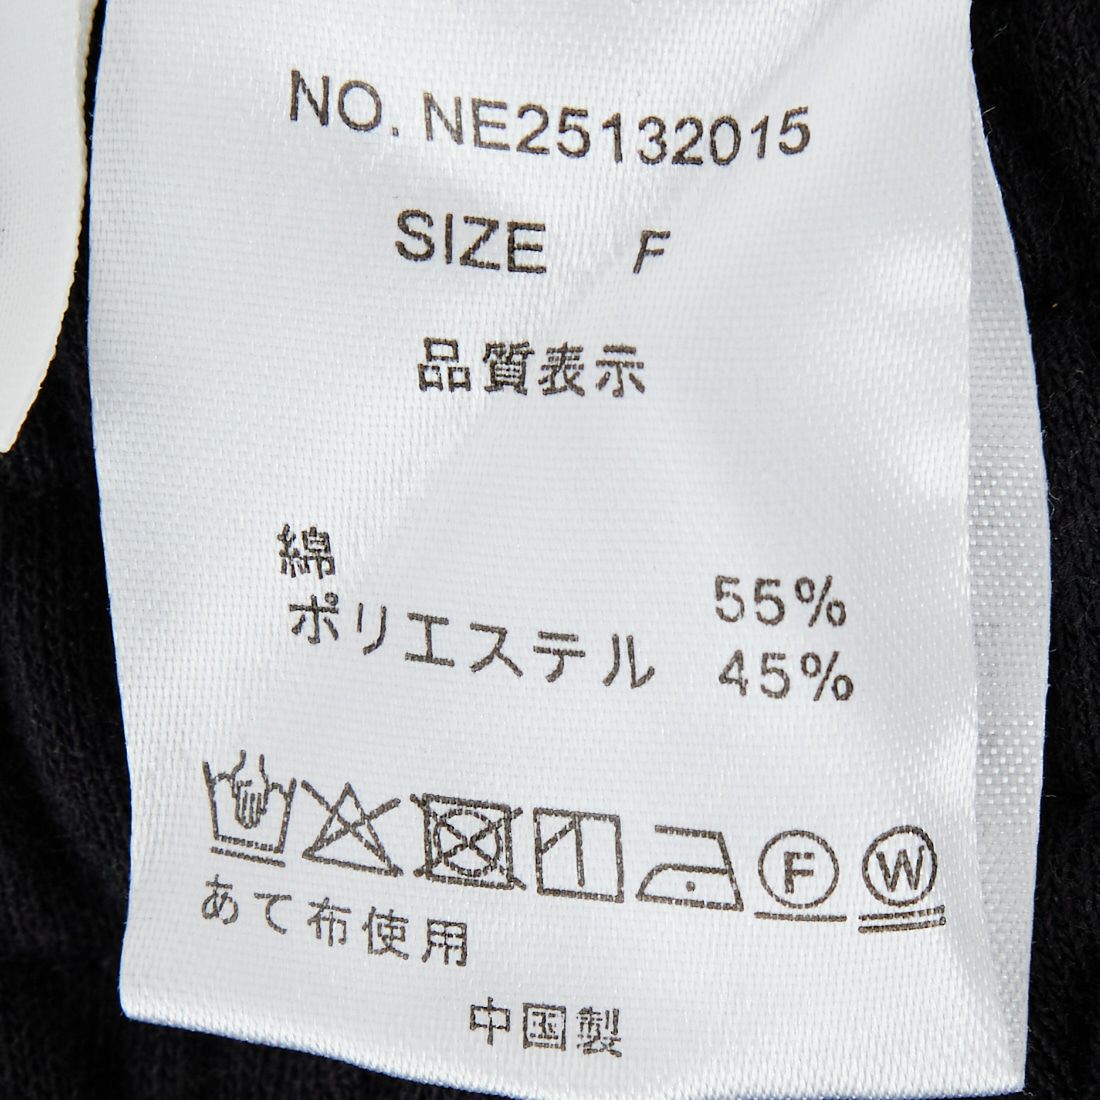 NO. NE25132015
SIZE F
品質表示
綿 55%
ポリエステル 45%
F W
あて布使用
中国製